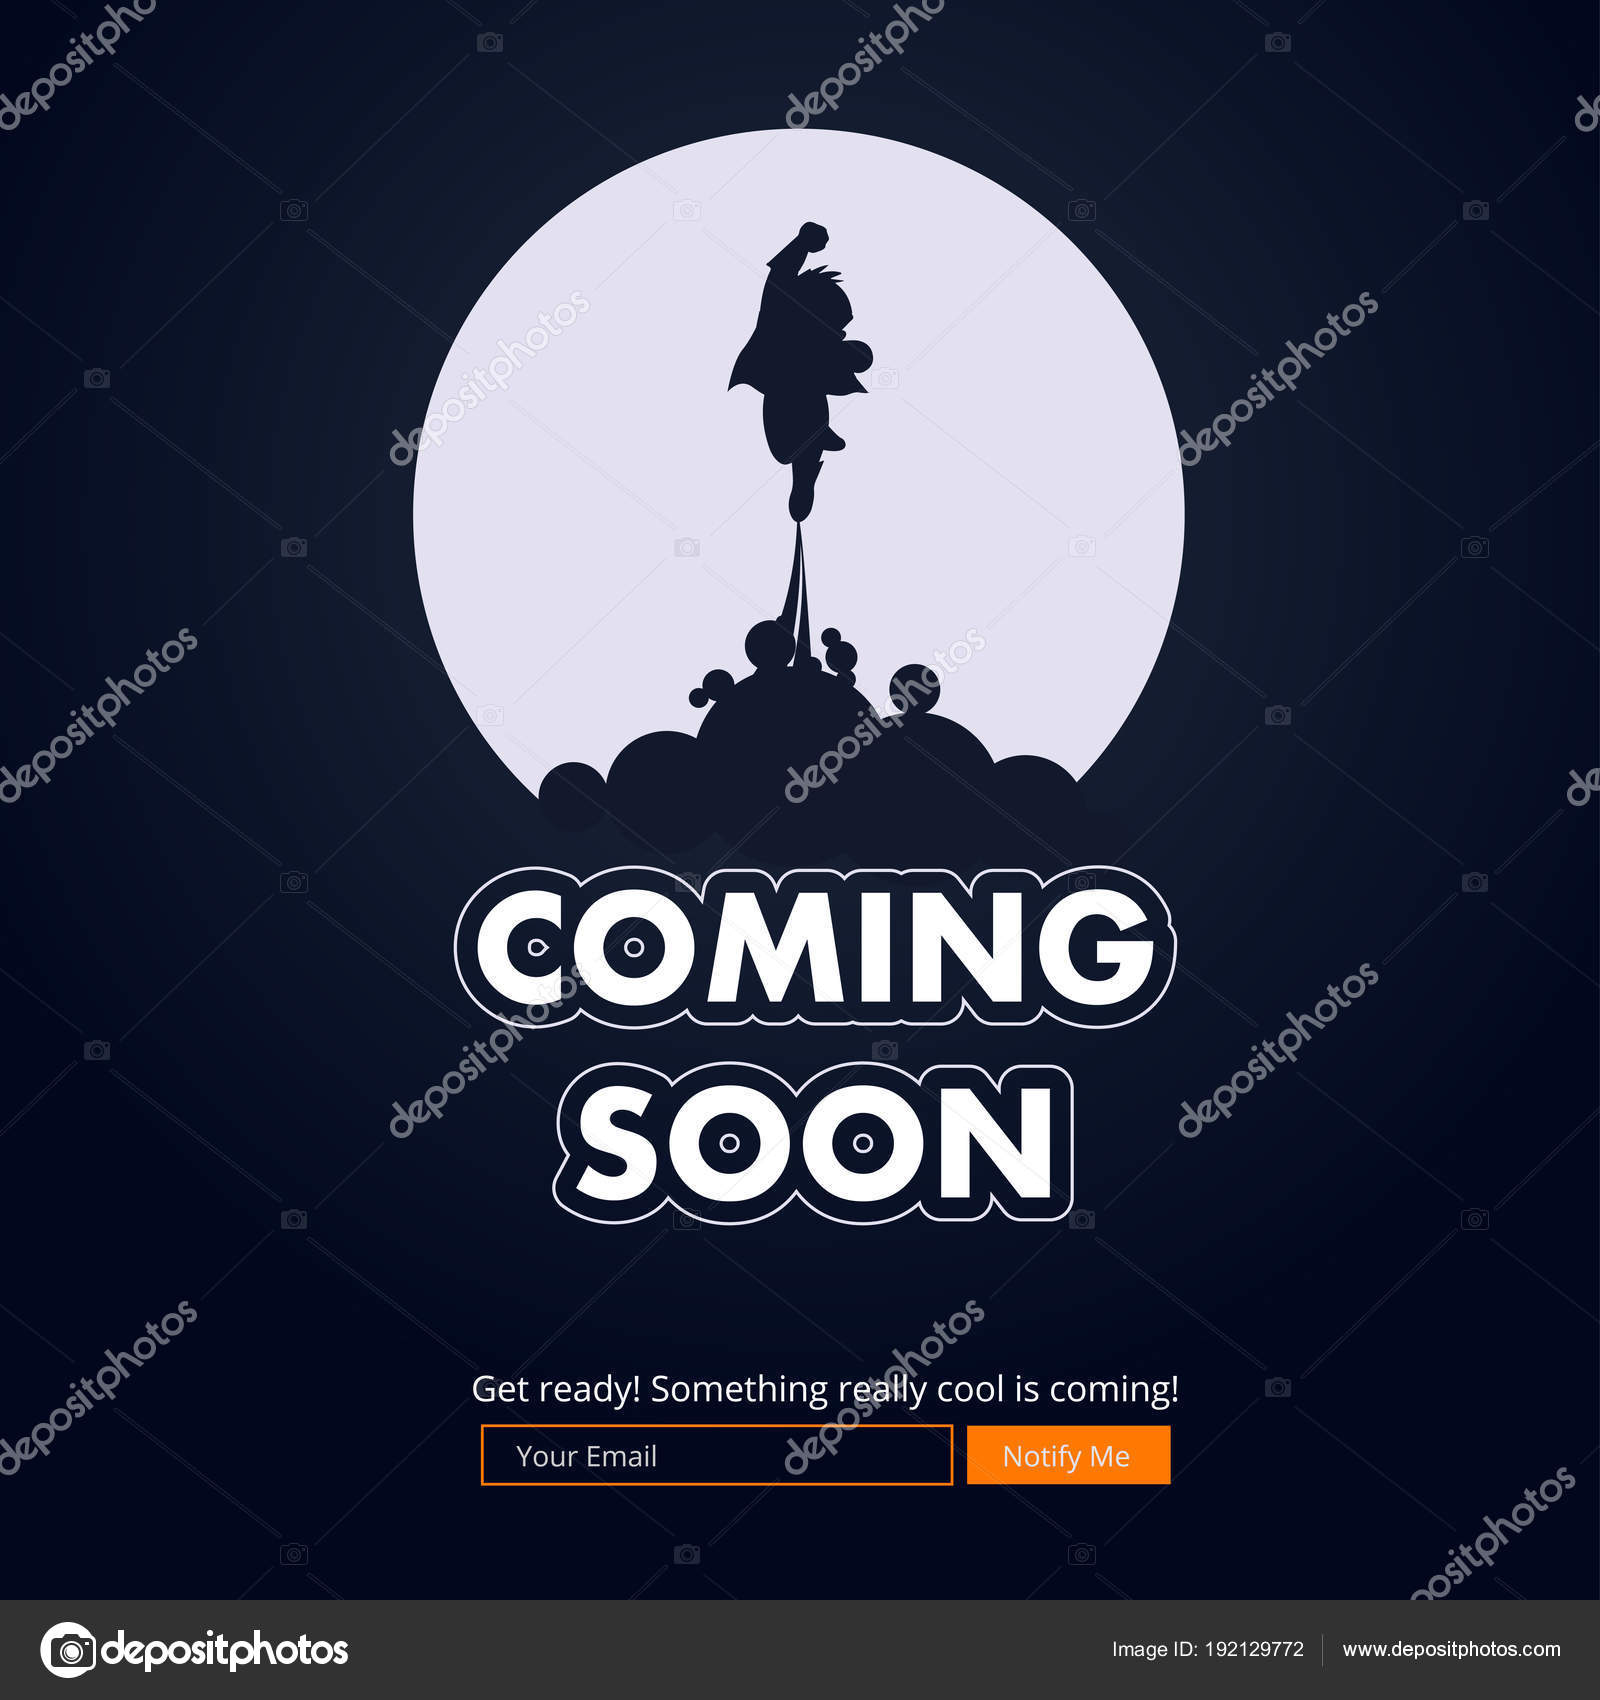 COMING
SOON
Get ready! Something really cool is coming!
Your Email
Notify Me
depositphotos
Image ID: 192129772
www.depositphotos.com